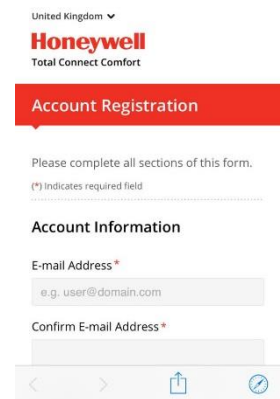 United Kingdom
Honeywell
Total Connect Comfort
Account Registration
Please complete all sections of this form.
(*) Indicates required field
Account Information
E-mail Address*
e.g. user@domain.com
Confirm E-mail Address*